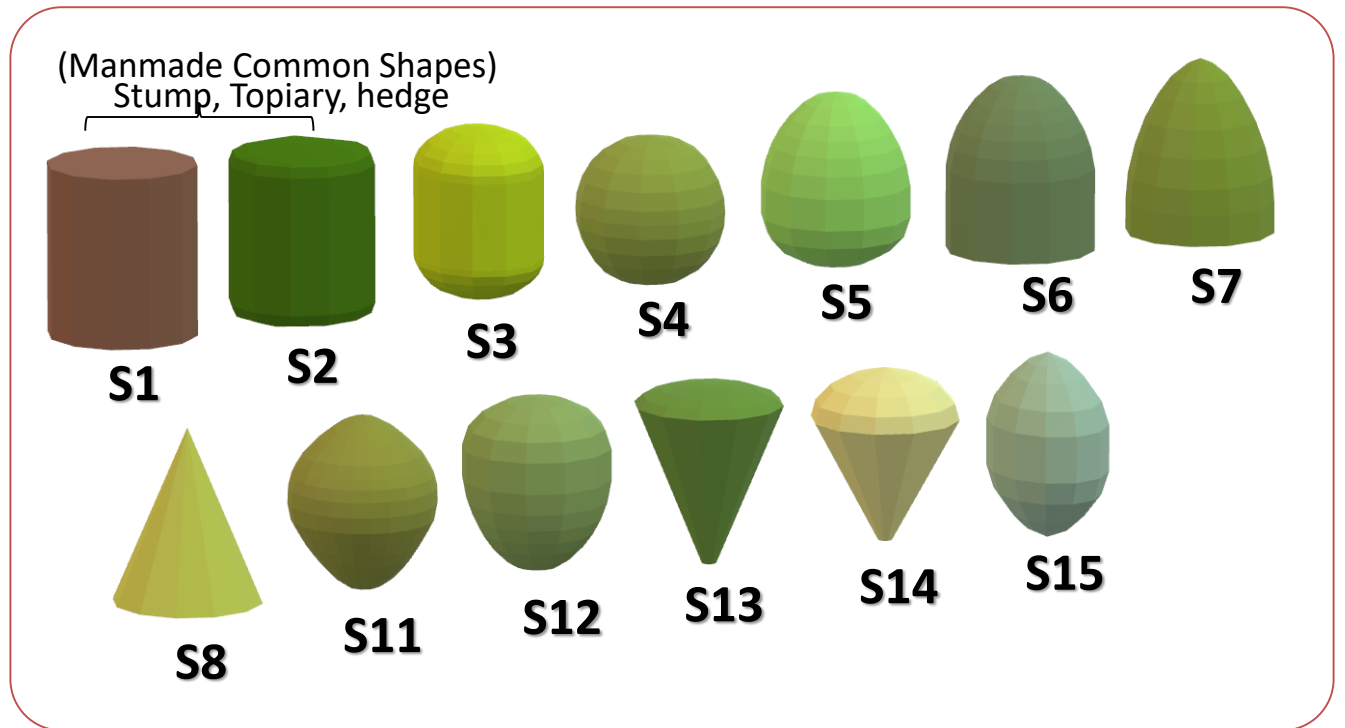 (Manmade Common Shapes)
Stump, Topiary, hedge
S1
S2
S3
S4
S5
S6
S7
S8
S11
S12
S13
S14
S15